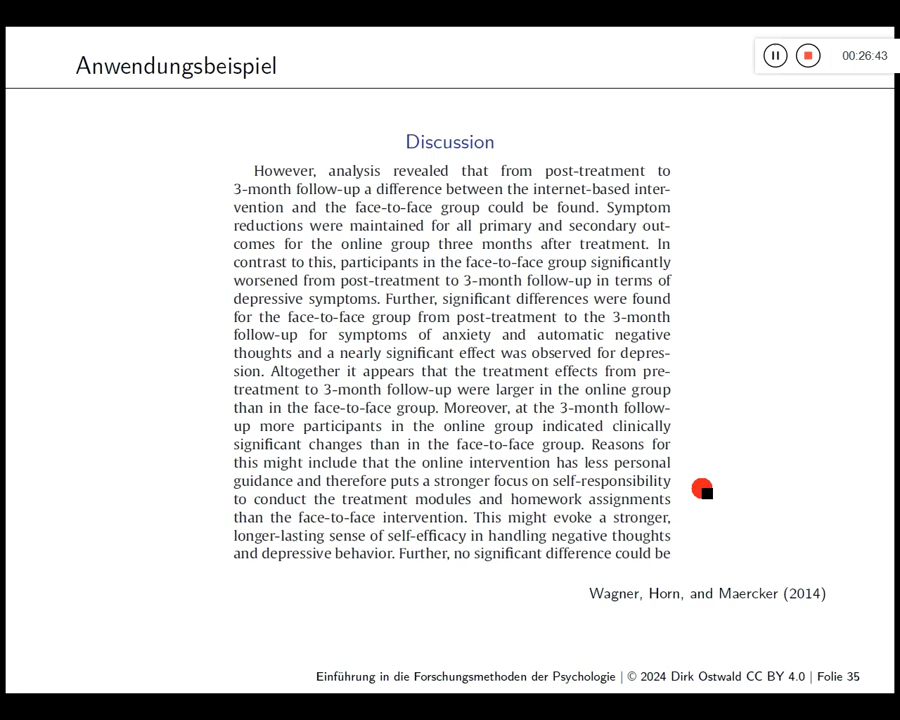 Anwendungsbeispiel
00:26:43
Discussion
However, analysis revealed that from post-treatment to
3-month follow-up a difference between the internet-based inter-
vention and the face-to-face group could be found. Symptom
reductions were maintained for all primary and secondary out-
comes for the online group three months after treatment. In
contrast to this, participants in the face-to-face group significantly
worsened from post-treatment to 3-month follow-up in terms of
depressive symptoms. Further, significant differences were found
for the face-to-face group from post-treatment to the 3-month
follow-up for symptoms of anxiety and automatic negative
thoughts and a nearly significant effect was observed for depres-
sion. Altogether it appears that the treatment effects from pre-
treatment to 3-month follow-up were larger in the online group
than in the face-to-face group. Moreover, at the 3-month follow-
up more participants in the online group indicated clinically
significant changes than in the face-to-face group. Reasons for
this might include that the online intervention has less personal
guidance and therefore puts a stronger focus on self-responsibility
to conduct the treatment modules and homework assignments
than the face-to-face intervention. This might evoke a stronger,
longer-lasting sense of self-efficacy in handling negative thoughts
and depressive behavior. Further, no significant difference could be
Wagner, Horn, and Maercker (2014)
Einführung in die Forschungsmethoden der Psychologie | © 2024 Dirk Ostwald CC BY 4.0 | Folie 35